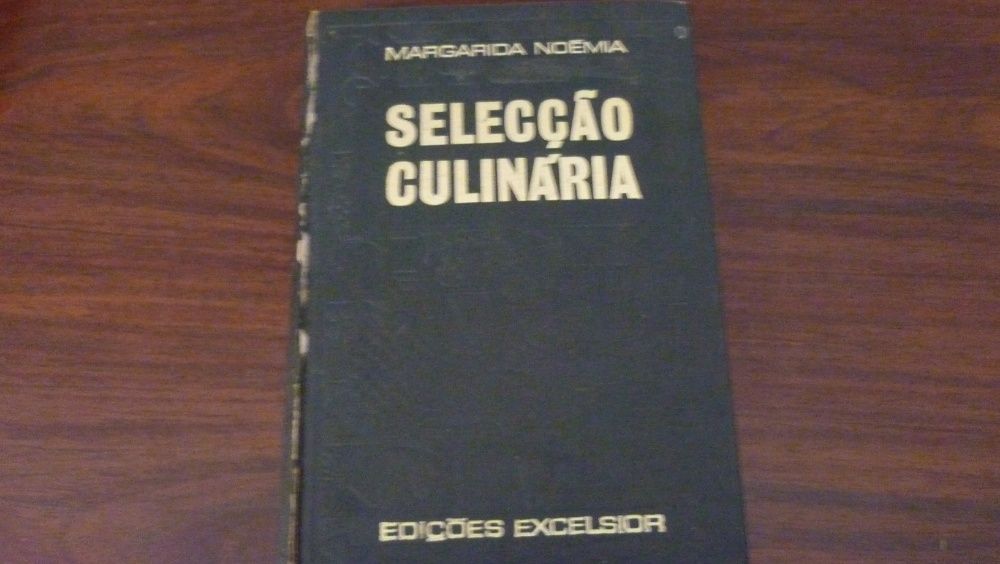 MARGARIDA NOÉMIA
SELECÇÃO
CULINÁRIA
EDIÇÕES EXCELSIOR